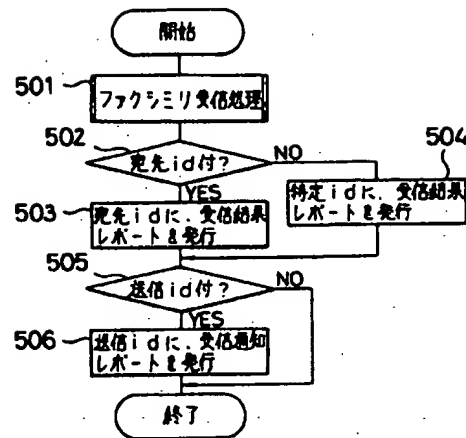 開始
501
ファクシミリ受信処理
502
宛先id付?
NO
504
YES
503
宛先idに、受信結果
レポートを発行
特定idに、受信結果
レポートを発行
505
送信id付?
NO
YES
506
送信idに、受信通知
レポートを発行
終了